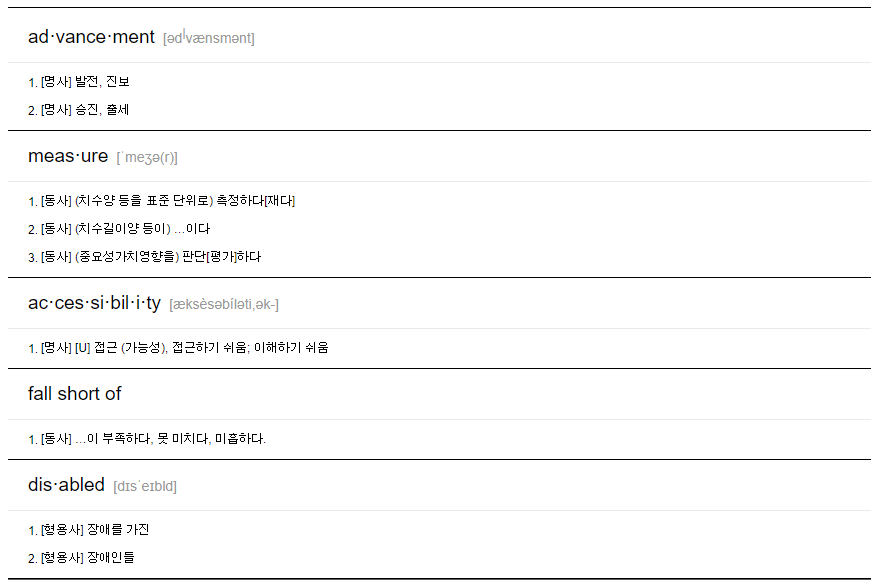 ad·vance·ment [ədˈvænsmənt]
1. [명사] 발전, 진보
2. [명사] 승진, 출세
meas·ure [ˈmeʒə(r)]
1. [동사] (치수양 등을 표준 단위로) 측정하다[재다]
2. [동사] (치수길이양 등이) …이다
3. [동사] (중요성가치영향을) 판단[평가]하다
ac·ces·si·bil·i·ty [æksèsəbíləti,ək-]
1. [명사] [U] 접근 (가능성), 접근하기 쉬움; 이해하기 쉬움
fall short of
1. [동사] …이 부족하다, 못 미치다, 미흡하다.
dis·abled [dɪsˈeɪbld]
1. [형용사] 장애를 가진
2. [형용사] 장애인들